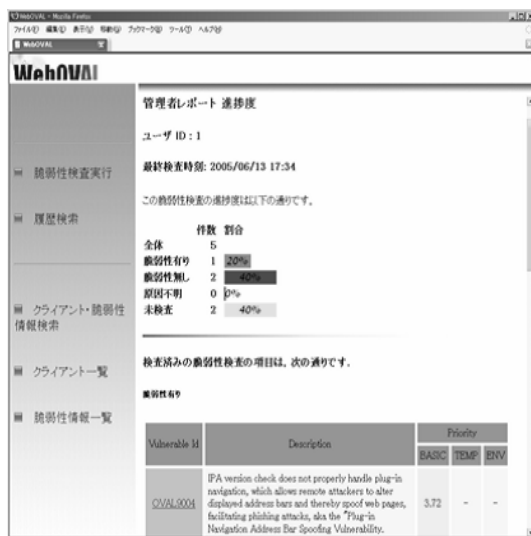 WebOVAL - Mozilla Firefox
ファイル(F) 編集(E) 表示(V) 移動(G) ブックマーク(B) ツール(T) ヘルプ(H)
WebOVAL
WebOVAL
脆弱性検査実行
履歴検索
クライアント・脆弱性
情報検索
クライアント一覧
脆弱性情報一覧
管理者レポート 進捗度
ユーザ ID : 1
最終検査時刻: 2005/06/13 17:34
この脆弱性検査の進捗度は以下の通りです。
件数 割合
全体 5
脆弱性有り 1 20%
脆弱性無し 2 40%
原因不明 0 0%
未検査 2 40%
検査済みの脆弱性検査の項目は、次の通りです.
脆弱性有り
Vulnerable Id Description Priority
BASIC TEMP ENV
OVAL9004 IPA version check does not properly handle plug-in
navigation, which allows remote attackers to alter
displayed address bars and thereby spoof web pages,
facilitating phishing attacks, aka the "Plug-in
Navigation Address Bar Spoofing Vulnerability.
3.72 - -